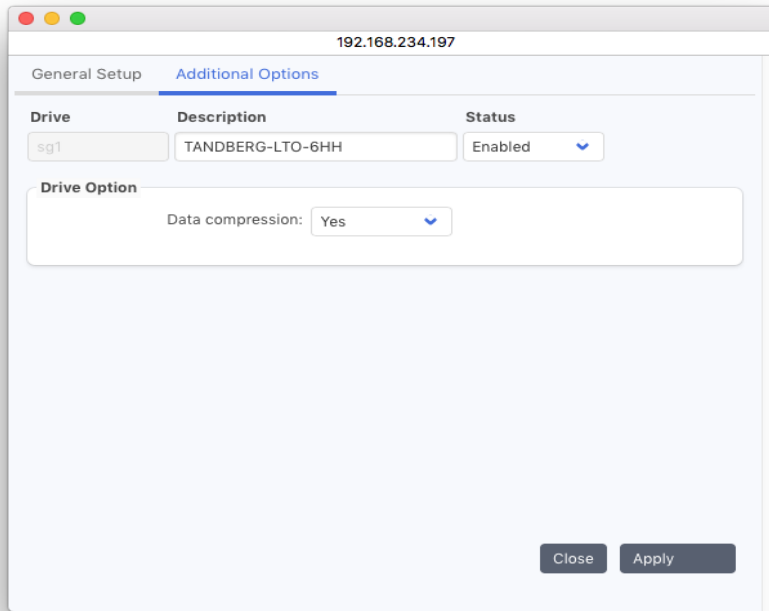 192.168.234.197
General Setup Additional Options
Drive Description Status
sg1 TANDBERG-LTO-6HH Enabled
Drive Option
Data compression: Yes
Close Apply